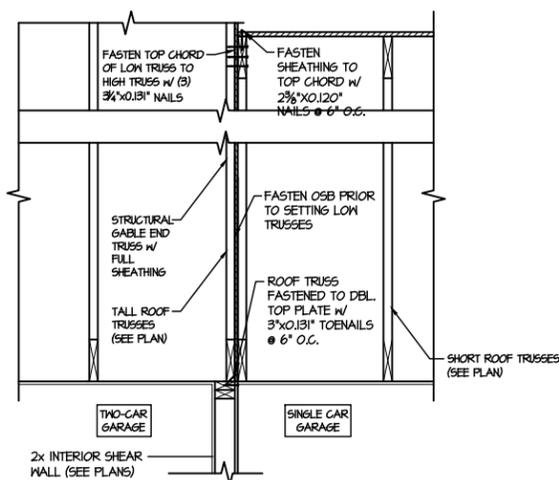 FASTEN TOP CHORD
OF LOW TRUSS TO
HIGH TRUSS W/ (3)
3¼"X0.131" NAILS
FASTEN
SHEATHING TO
TOP CHORD W/
2⅜"X0.120"
NAILS @ 6" O.C.
STRUCTURAL
GABLE END
TRUSS W/
FULL
SHEATHING
FASTEN OSB PRIOR
TO SETTING LOW
TRUSSES
TALL ROOF
TRUSSES
(SEE PLAN)
ROOF TRUSS
FASTENED TO DBL.
TOP PLATE W/
3"x0.131" TOENAILS
@ 6" O.C.
SHORT ROOF TRUSSES
(SEE PLAN)
TWO-CAR
GARAGE
SINGLE CAR
GARAGE
2x INTERIOR SHEAR
WALL (SEE PLANS)